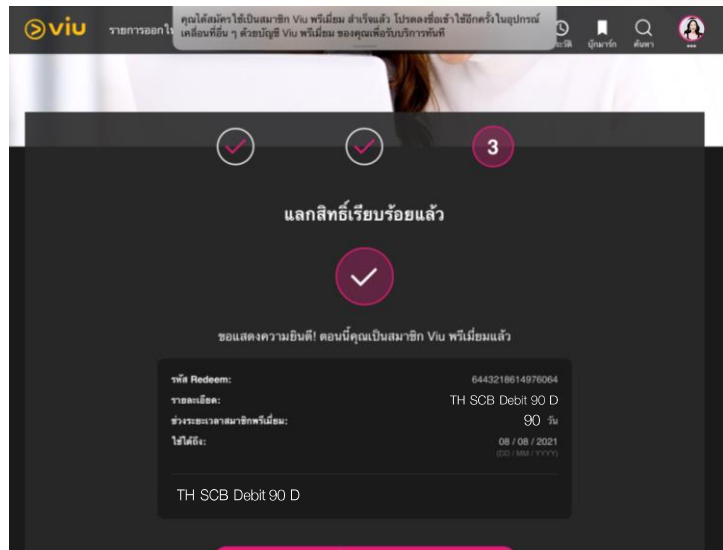 viu
รายการออก
คุณได้สมัครใช้เป็นสมาชิก Viu พรีเมี่ยม สำเร็จแล้ว โปรดลงชื่อเข้าใช้อีกครั้งในอุปกรณ์
เคลื่อนที่อื่น ๆ ด้วยบัญชี Viu พรีเมี่ยม ของคุณเพื่อรับบริการทันที
บุ๊กมาร์ก
ค้นหา
3
แลกสิทธิ์เรียบร้อยแล้ว
ขอแสดงความยินดี! ตอนนี้คุณเป็นสมาชิก Viu พรีเมี่ยมแล้ว
รหัส Redeem: 6443218614976064
รายละเอียด: TH SCB Debit 90 D
ช่วงระยะเวลาสมาชิกพรีเมี่ยม: 90 วัน
ใช้ได้ถึง: 08 / 08 / 2021
(DD / MM / YYYY)
TH SCB Debit 90 D